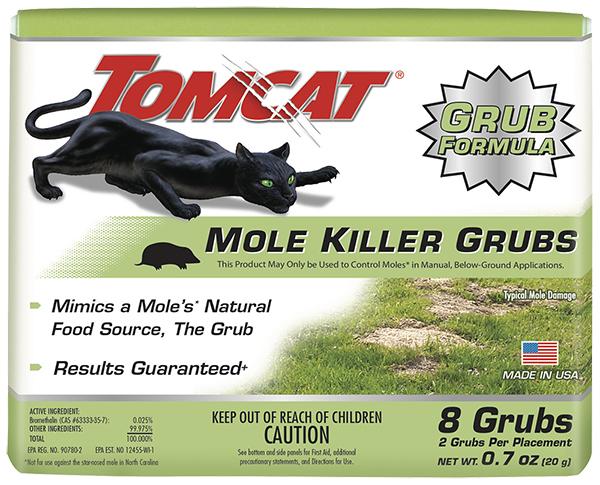 TOMCAT®
GRUB
FORMULA
MOLE KILLER GRUBS
This Product May Only be Used to Control Moles* in Manual, Below-Ground Applications.
Mimics a Mole's* Natural
Food Source, The Grub
Results Guaranteed+
Typical Mole Damage
MADE IN USA
ACTIVE INGREDIENT:
Bromethalin (CAS #63333-35-7): 0.025%
OTHER INGREDIENTS: 99.975%
TOTAL 100.000%
EPA REG. NO. 90780-2 EPA EST. NO 12455-WI-1
*Not for use against the star-nosed mole in North Carolina
KEEP OUT OF REACH OF CHILDREN
CAUTION
See bottom and side panels for First Aid, additional
precautionary statements, and Directions for Use.
8 Grubs
2 Grubs Per Placement
NET WT. 0.7 oz (20 g)